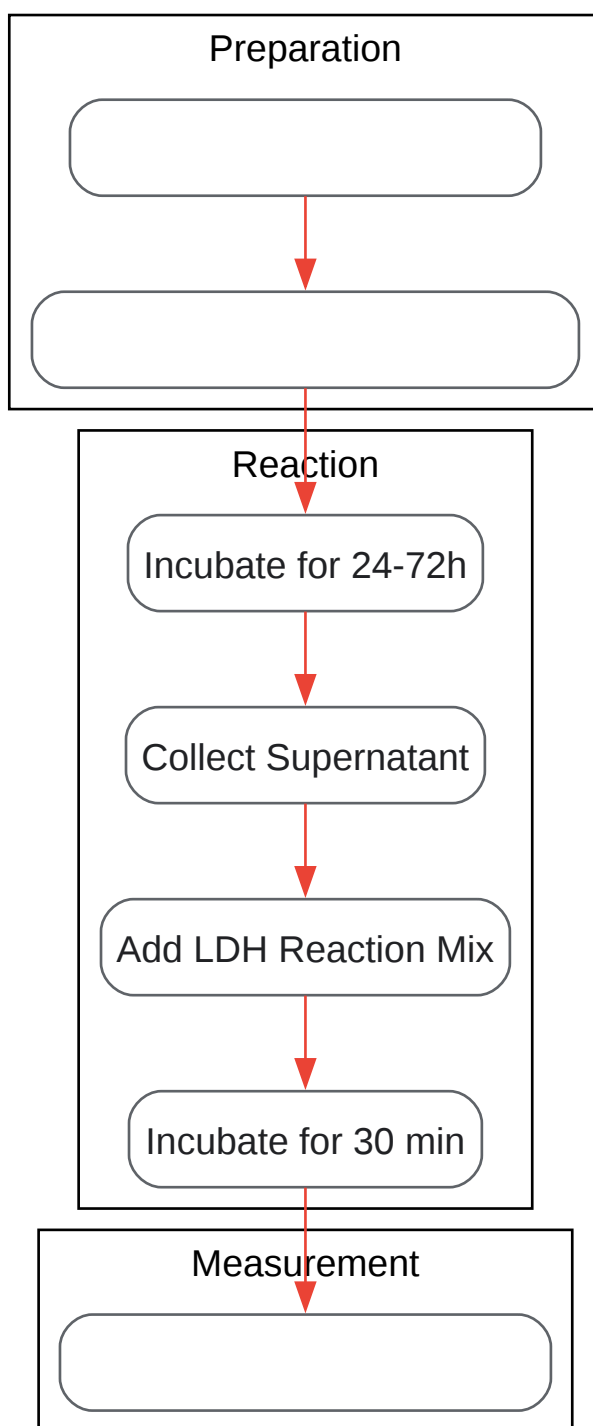 Preparation
Reaction
Incubate for 24-72h
Collect Supernatant
Add LDH Reaction Mix
Incubate for 30 min
Measurement